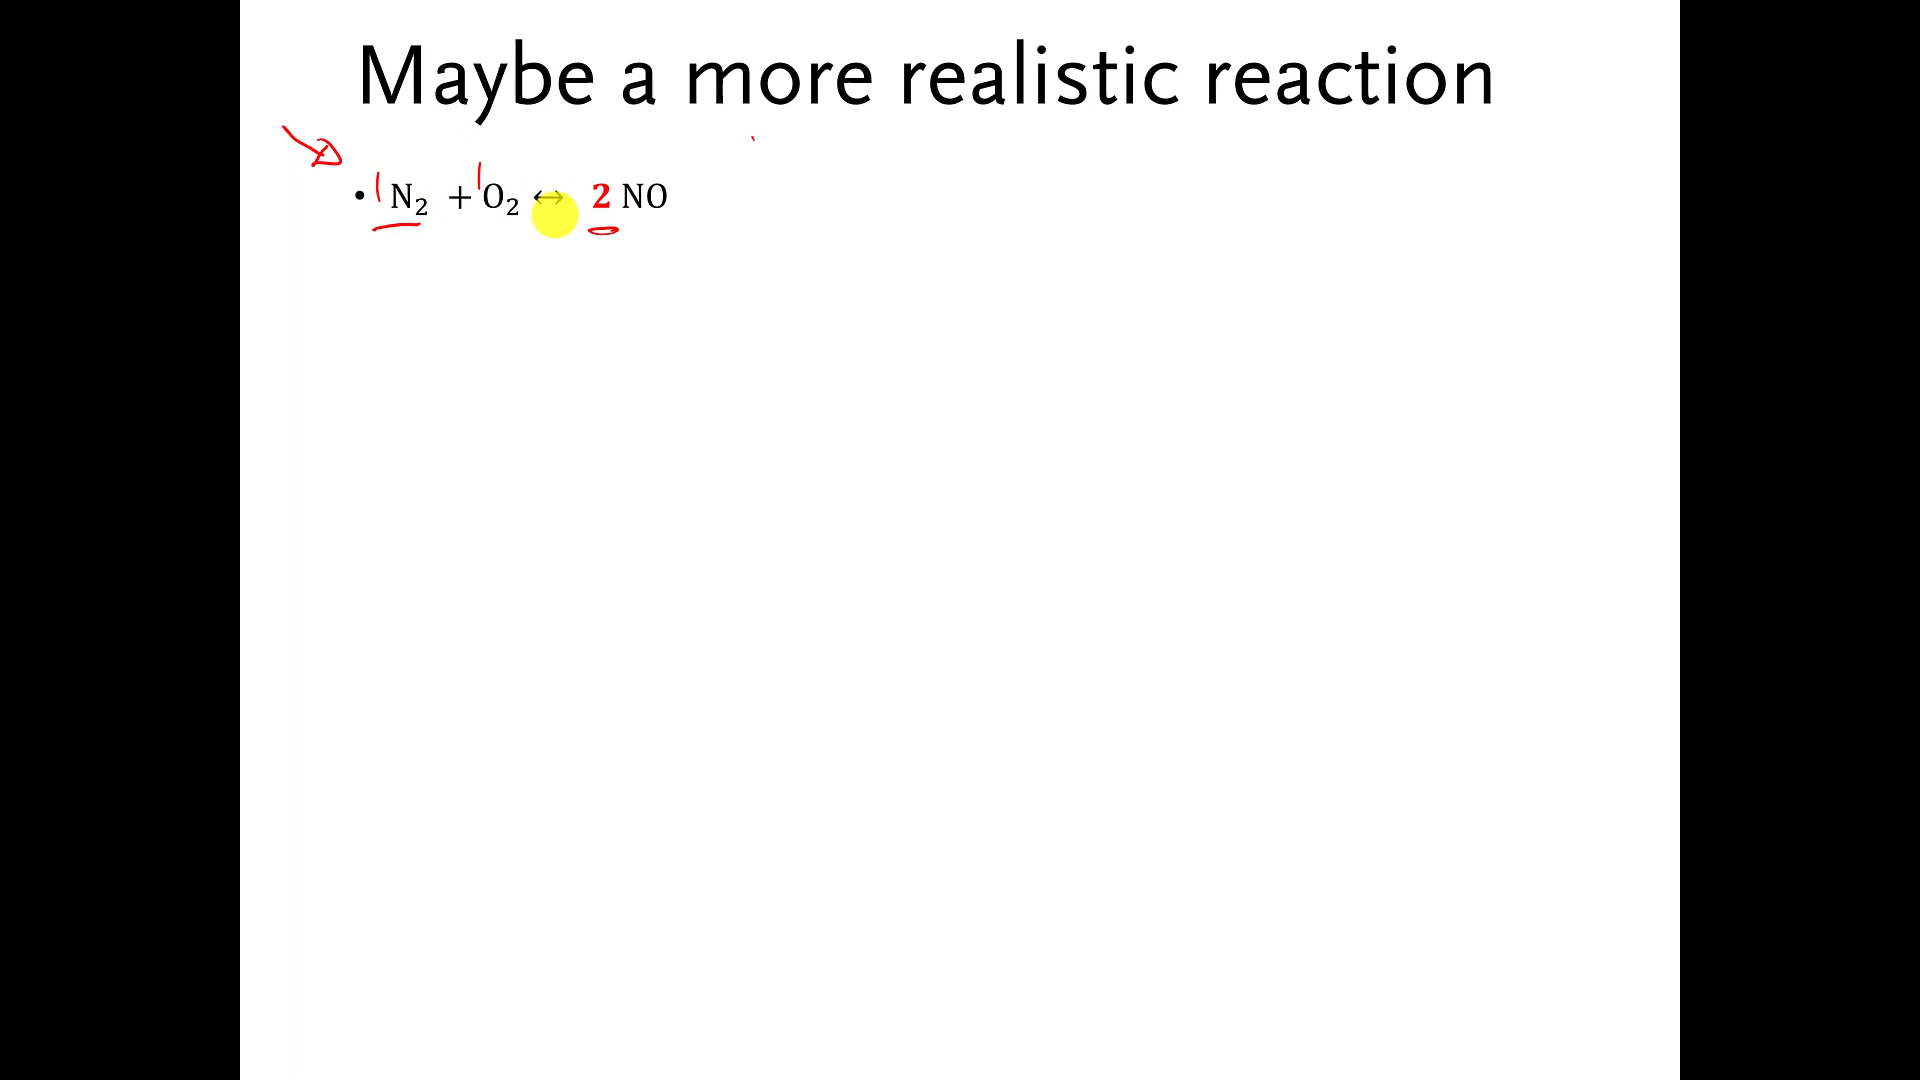 Maybe a more realistic reaction
• 1 N₂ + 1 O₂ ↔ 2 NO